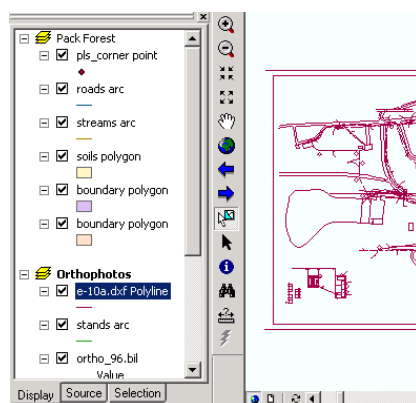 Pack Forest
pls_corner point
roads arc
streams arc
soils polygon
boundary polygon
boundary polygon
Orthophotos
e-10a.dxf Polyline
stands arc
ortho_96.bil
Value
Display Source Selection